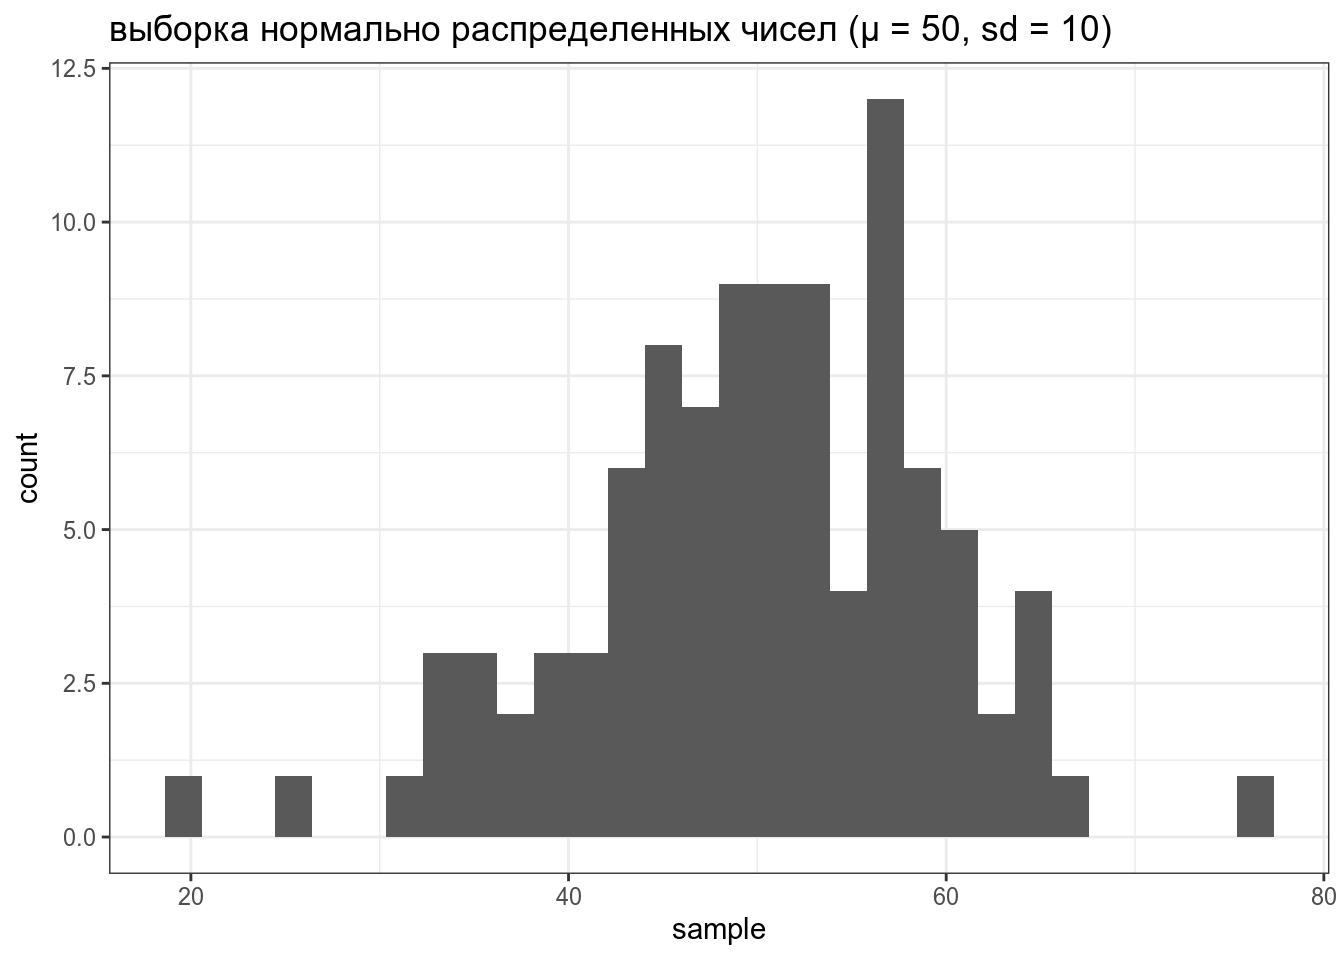 выборка нормально распределенных чисел (μ = 50, sd = 10)
12.5
10.0
7.5
5.0
2.5
0.0
count
20 40 60 80
sample